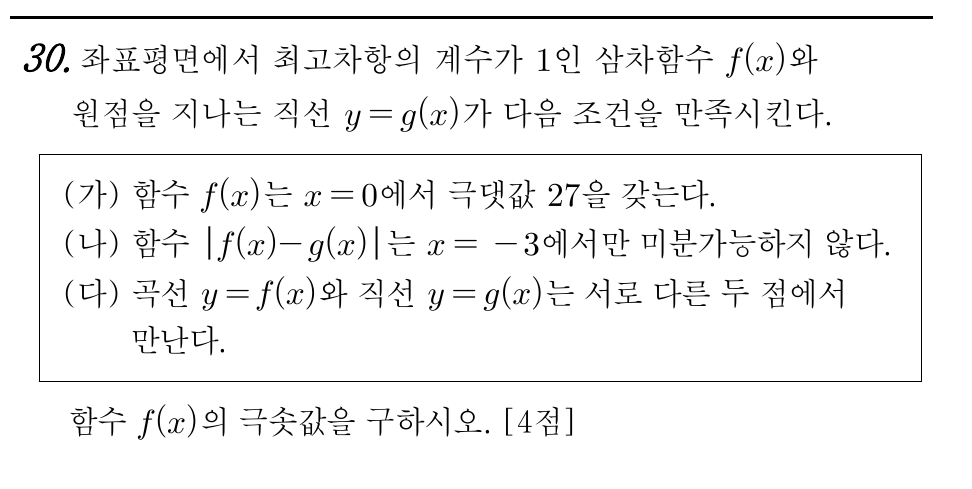 30. 좌표평면에서 최고차항의 계수가 1인 삼차함수 f(x)와
원점을 지나는 직선 y=g(x)가 다음 조건을 만족시킨다.
(가) 함수 f(x)는 x=0에서 극댓값 27을 갖는다.
(나) 함수 |f(x)-g(x)|는 x= -3에서만 미분가능하지 않다.
(다) 곡선 y=f(x)와 직선 y=g(x)는 서로 다른 두 점에서
만난다.
함수 f(x)의 극솟값을 구하시오. [4점]